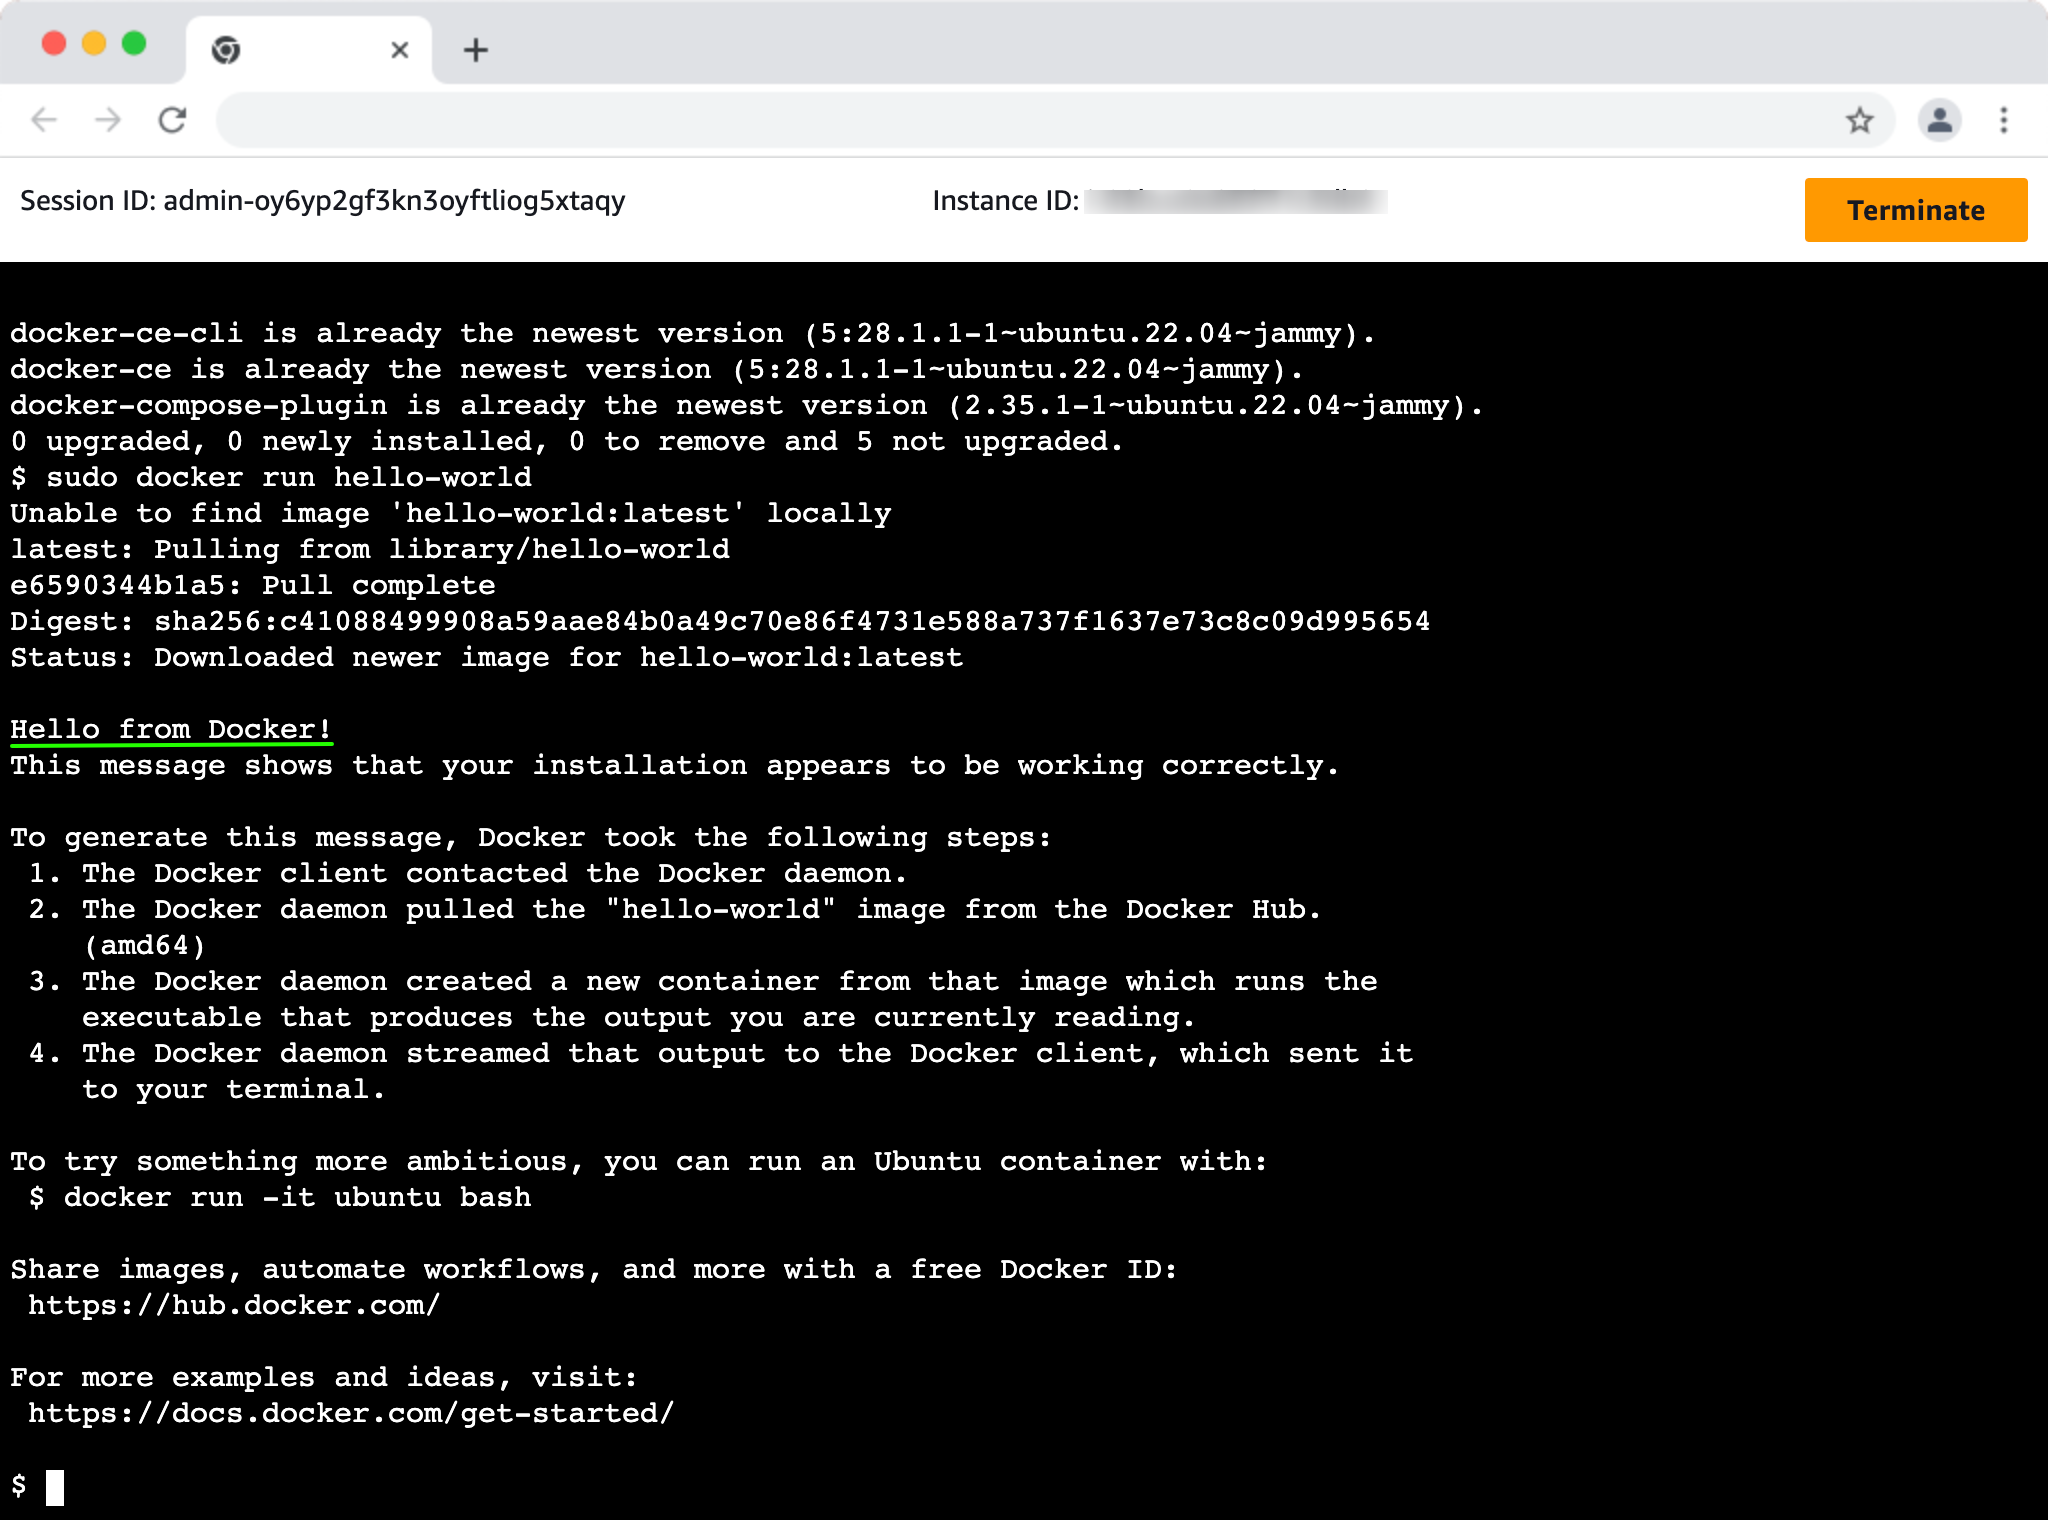 Session ID: admin-oy6yp2gf3kn3oyftliog5xtaqy
Instance ID:
Terminate
docker-ce-cli is already the newest version (5:28.1.1-1~ubuntu.22.04~jammy).
docker-ce is already the newest version (5:28.1.1-1~ubuntu.22.04~jammy).
docker-compose-plugin is already the newest version (2.35.1-1~ubuntu.22.04~jammy).
0 upgraded, 0 newly installed, 0 to remove and 5 not upgraded.
$ sudo docker run hello-world
Unable to find image 'hello-world:latest' locally
latest: Pulling from library/hello-world
e6590344b1a5: Pull complete
Digest: sha256:c41088499908a59aae84b0a49c70e86f4731e588a737f1637e73c8c09d995654
Status: Downloaded newer image for hello-world:latest
Hello from Docker!
This message shows that your installation appears to be working correctly.
To generate this message, Docker took the following steps:
1. The Docker client contacted the Docker daemon.
2. The Docker daemon pulled the "hello-world" image from the Docker Hub.
(amd64)
3. The Docker daemon created a new container from that image which runs the
executable that produces the output you are currently reading.
4. The Docker daemon streamed that output to the Docker client, which sent it
to your terminal.
To try something more ambitious, you can run an Ubuntu container with:
$ docker run -it ubuntu bash
Share images, automate workflows, and more with a free Docker ID:
https://hub.docker.com/
For more examples and ideas, visit:
https://docs.docker.com/get-started/
$